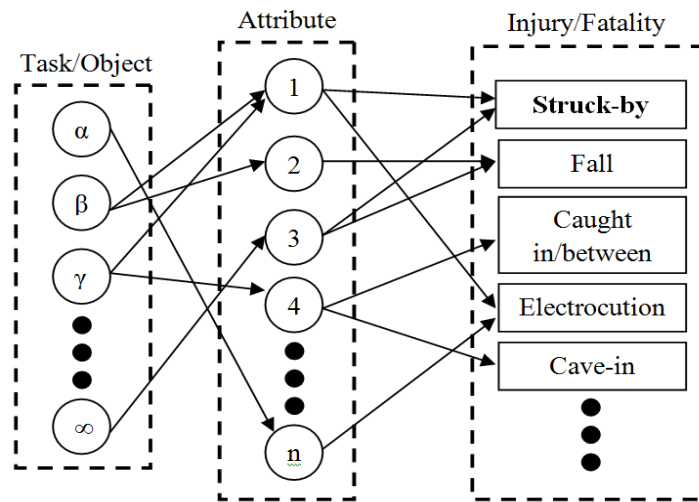 Task/Object
Attribute
Injury/Fatality
α
β
γ
∞
1
2
3
4
n
Struck-by
Fall
Caught
in/between
Electrocution
Cave-in